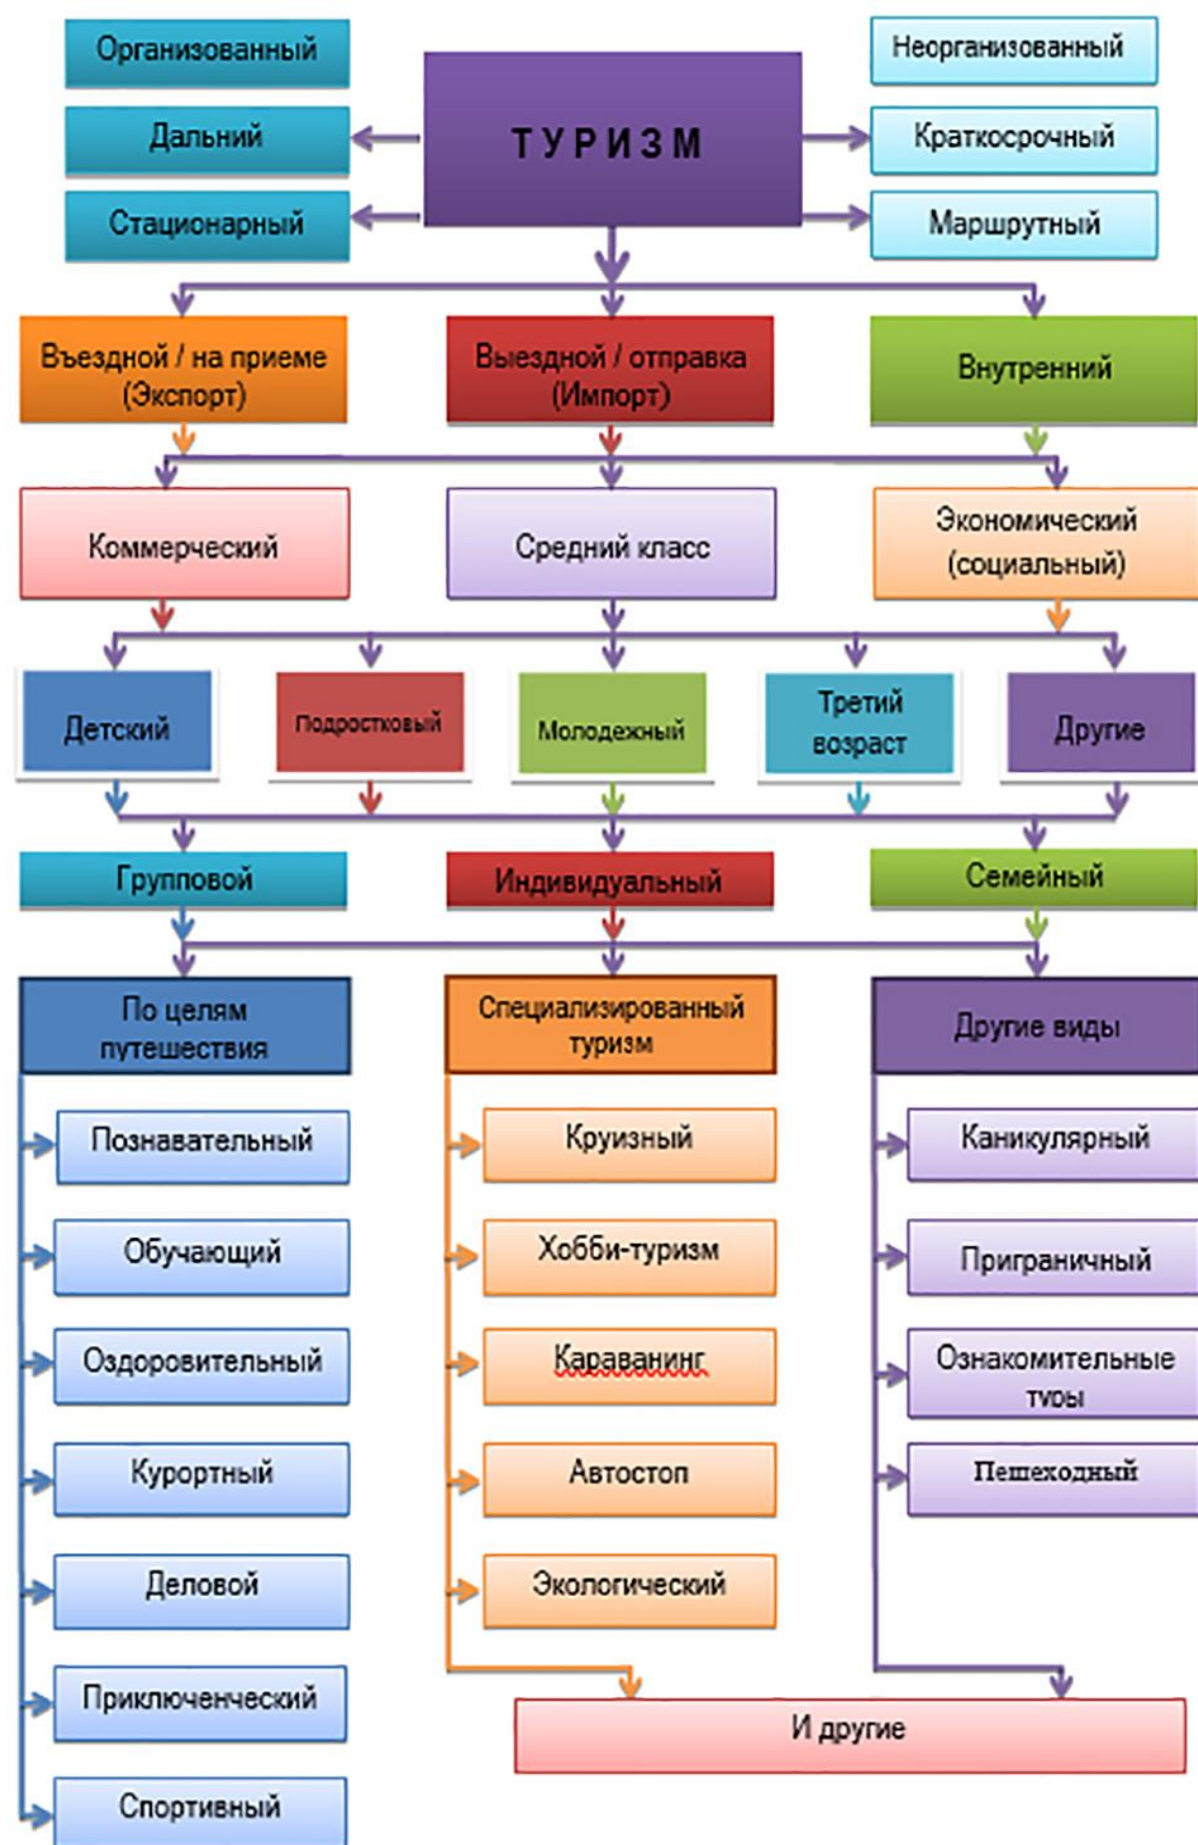 Организованный
Неорганизованный
ТУРИЗМ
Дальний
Краткосрочный
Стационарный
Маршрутный
Въездной / на приеме
(Экспорт)
Выездной / отправка
(Импорт)
Внутренний
Коммерческий
Средний класс
Экономический
(социальный)
Детский
Подростковый
Молодежный
Третий
возраст
Другие
Групповой
Индивидуальный
Семейный
По целям
путешествия
Специализированный
туризм
Другие виды
Познавательный
Обучающий
Оздоровительный
Курортный
Деловой
Приключенческий
Спортивный
Круизный
Хобби-туризм
Караванинг
Автостоп
Экологический
Каникулярный
Приграничный
Ознакомительные
туры
Пешеходный
И другие